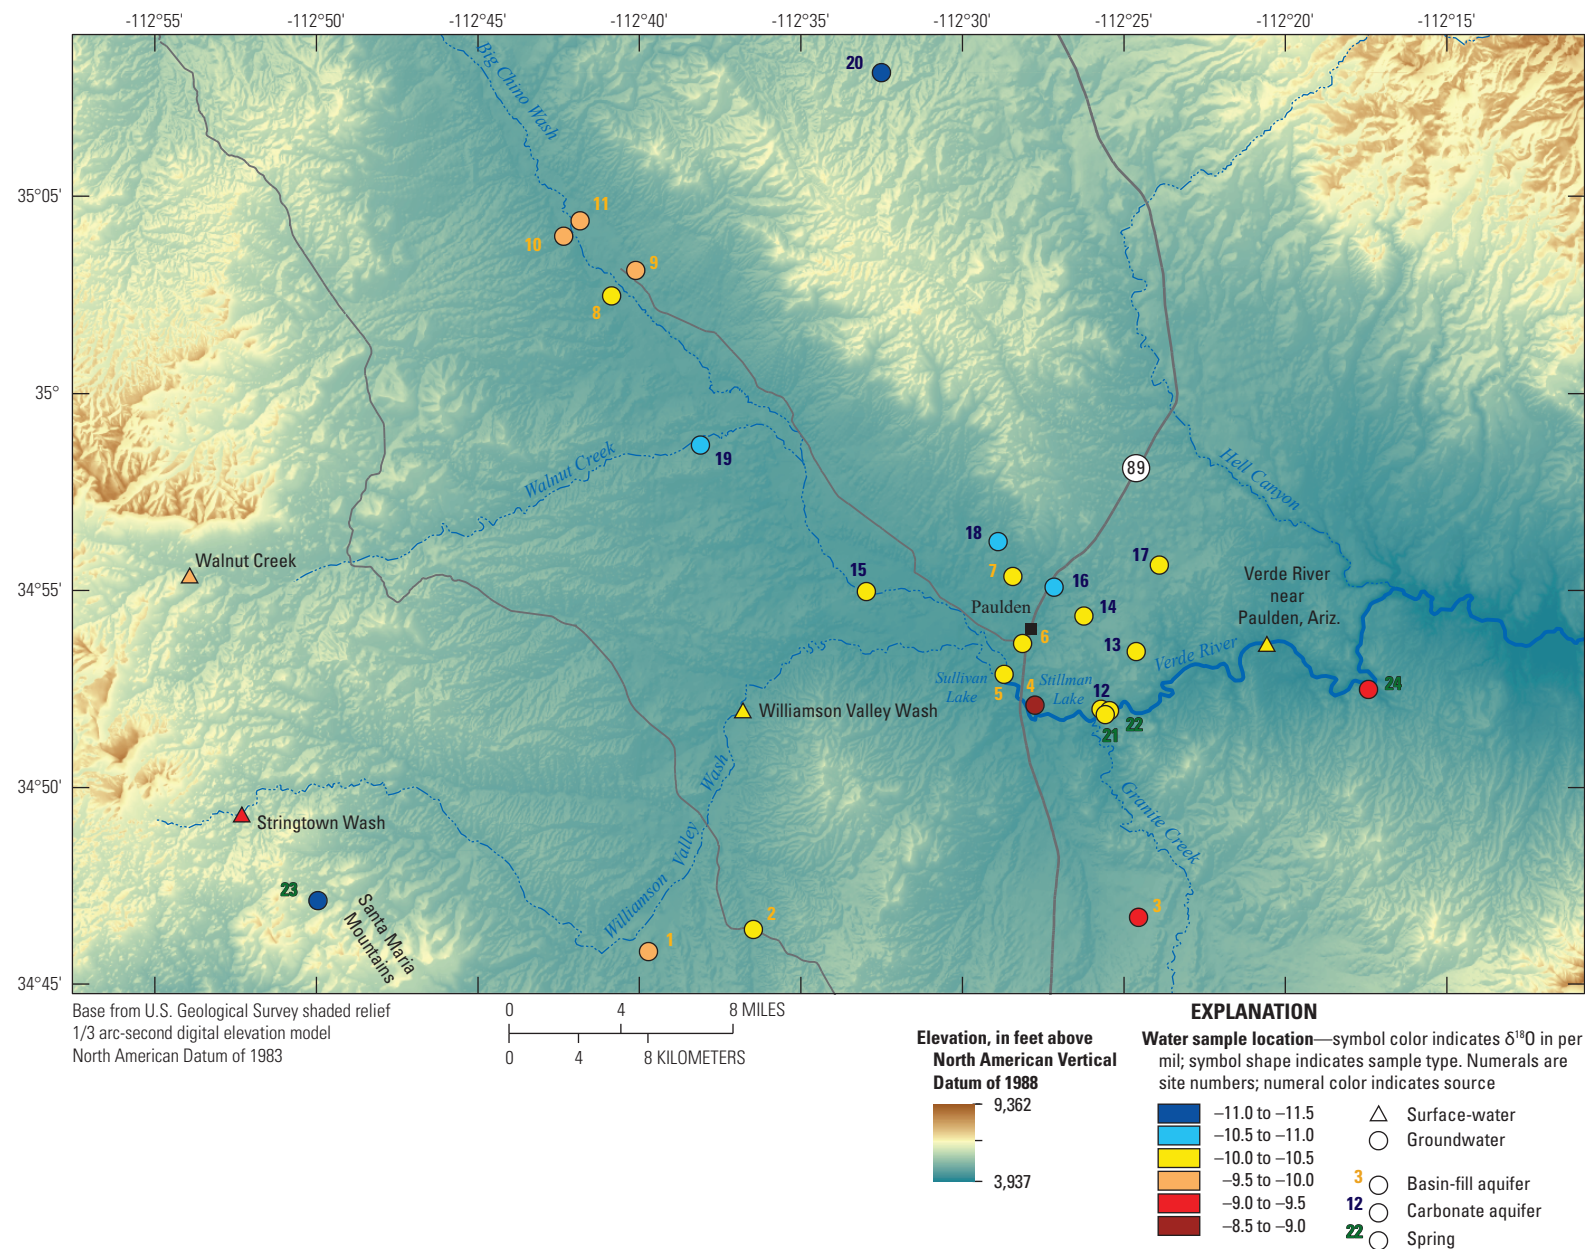 -112°55'
-112°50'
-112°45'
-112°40'
-112°35'
-112°30'
-112°25'
-112°20'
-112°15'
35°05'
35°
34°55'
34°50'
34°45'
Big Chino Wash
20
11
10
9
8
19
Walnut Creek
89
Hell Canyon
Walnut Creek
18
7
15
16
17
14
Paulden
6
13
Verde River
near
Paulden, Ariz.
Verde River
Sullivan
Lake
5
4
Stillman
Lake
12
22
21
24
Williamson Valley Wash
Williamson Valley Wash
Granite Creek
Stringtown Wash
23
Santa Maria
Mountains
1
2
3
Base from U.S. Geological Survey shaded relief
1/3 arc-second digital elevation model
North American Datum of 1983
0 4 8 MILES
0 4 8 KILOMETERS
Elevation, in feet above
North American Vertical
Datum of 1988
9,362
3,937
EXPLANATION
Water sample location—symbol color indicates δ¹⁸O in per
mil; symbol shape indicates sample type. Numerals are
site numbers; numeral color indicates source
–11.0 to –11.5
–10.5 to –11.0
–10.0 to –10.5
–9.5 to –10.0
–9.0 to –9.5
–8.5 to –9.0
Surface-water
Groundwater
3 Basin-fill aquifer
12 Carbonate aquifer
22 Spring